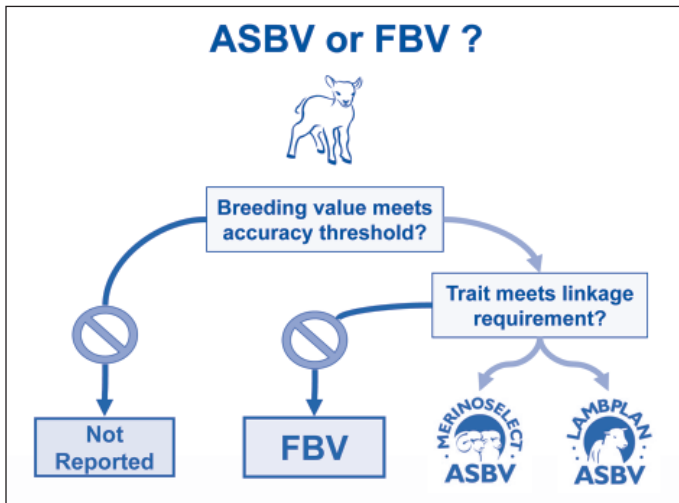 ASBV or FBV ?
Breeding value meets
accuracy threshold?
Trait meets linkage
requirement?
Not
Reported
FBV
MERINOSELECT
ASBV
LAMBPLAN
ASBV